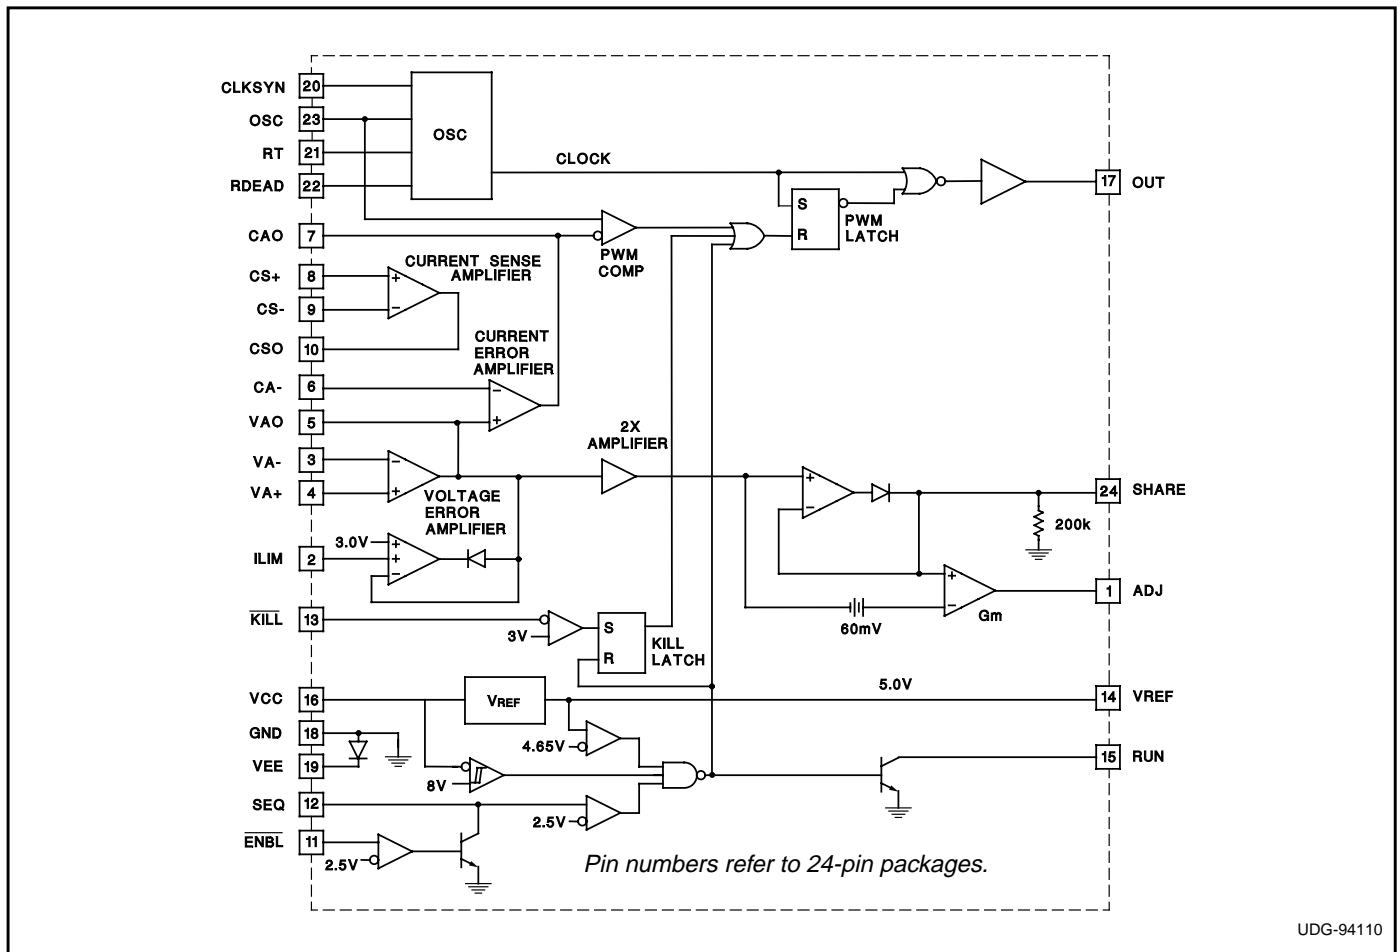 CLKSYN 20
OSC 23
RT 21
RDEAD 22
OSC
CLOCK
S
R
PWM
LATCH
17 OUT
CAO 7
PWM
COMP
CS+ 8
CS- 9
CSO 10
CURRENT SENSE
AMPLIFIER
+
−
CURRENT
ERROR
AMPLIFIER
CA- 6
VAO 5
−
+
VA- 3
VA+ 4
−
+
VOLTAGE
ERROR
AMPLIFIER
2X
AMPLIFIER
+
−
24 SHARE
200k
ILIM 2
3.0V
+
+
−
+
−
Gm
60mV
1 ADJ
KILL 13
3V
S
R
KILL
LATCH
VCC 16
VREF
5.0V
14 VREF
GND 18
VEE 19
4.65V
8V
15 RUN
SEQ 12
2.5V
ENBL 11
2.5V
Pin numbers refer to 24-pin packages.
UDG-94110